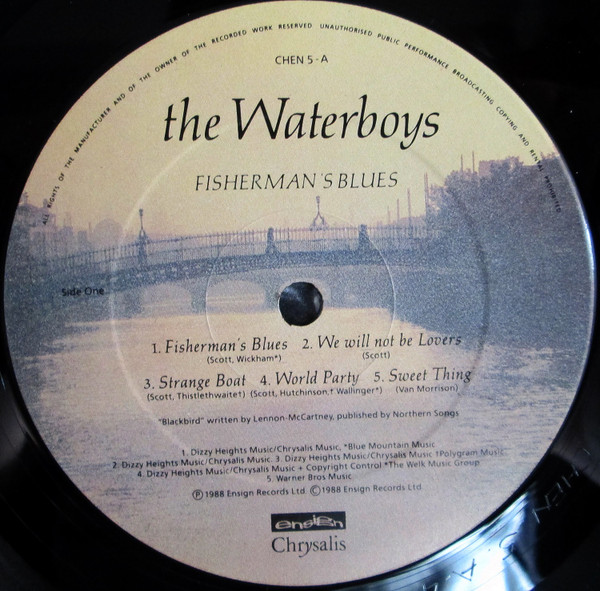 ALL RIGHTS OF THE MANUFACTURER AND OF THE OWNER OF THE RECORDED WORK RESERVED UNAUTHORISED PUBLIC PERFORMANCE BROADCASTING COPYING AND RENTAL PROHIBITED
CHEN 5-A
the Waterboys
FISHERMAN'S BLUES
Side One
1. Fisherman's Blues 2. We will not be Lovers
(Scott, Wickham*) (Scott)
3. Strange Boat 4. World Party 5. Sweet Thing
(Scott, Thistlethwaite†) (Scott, Hutchinson,† Wallinger*) (Van Morrison)
"Blackbird" written by Lennon-McCartney, published by Northern Songs
1. Dizzy Heights Music/Chrysalis Music, *Blue Mountain Music
2. Dizzy Heights Music/Chrysalis Music. 3. Dizzy Heights Music/Chrysalis Music †Polygram Music
4. Dizzy Heights Music/Chrysalis Music + Copyright Control *The Welk Music Group
5. Warner Bros Music
Ⓟ1988 Ensign Records Ltd ©1988 Ensign Records Ltd
ensign
Chrysalis